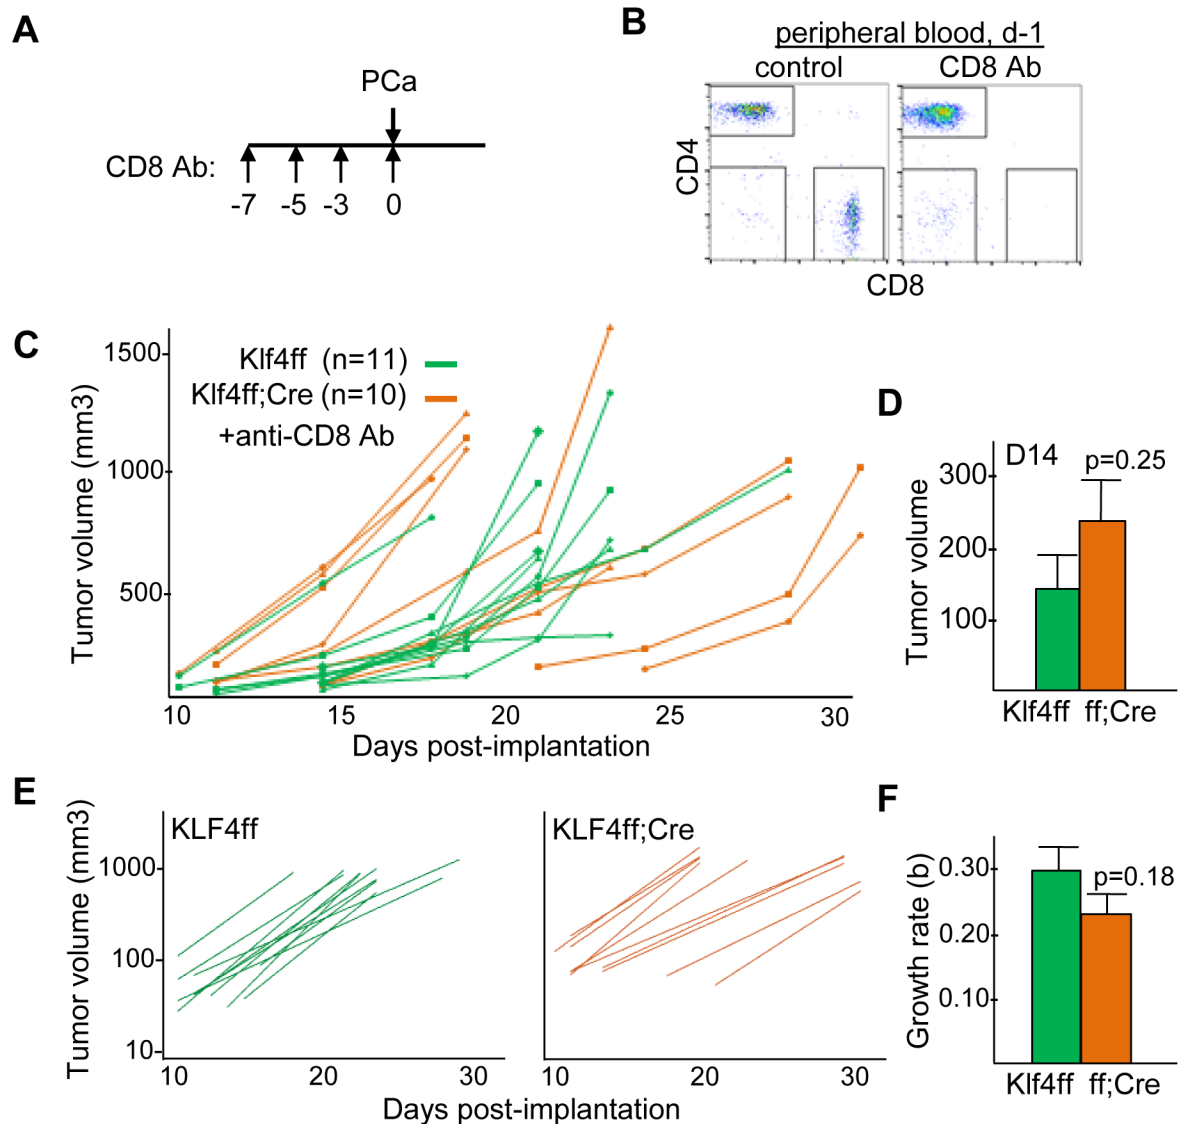 A
PCa
CD8 Ab:
-7 -5 -3 0
B
peripheral blood, d-1
control CD8 Ab
CD4
CD8
C
Klf4ff (n=11)
Klf4ff;Cre (n=10)
+anti-CD8 Ab
Tumor volume (mm3)
1500
1000
500
10 15 20 25 30
Days post-implantation
D
D14
p=0.25
Tumor volume
300
200
100
Klf4ff ff;Cre
E
KLF4ff
KLF4ff;Cre
Tumor volume (mm3)
1000
100
10
10 20 30
10 20 30
Days post-implantation
F
p=0.18
Growth rate (b)
0.30
0.20
0.10
Klf4ff ff;Cre